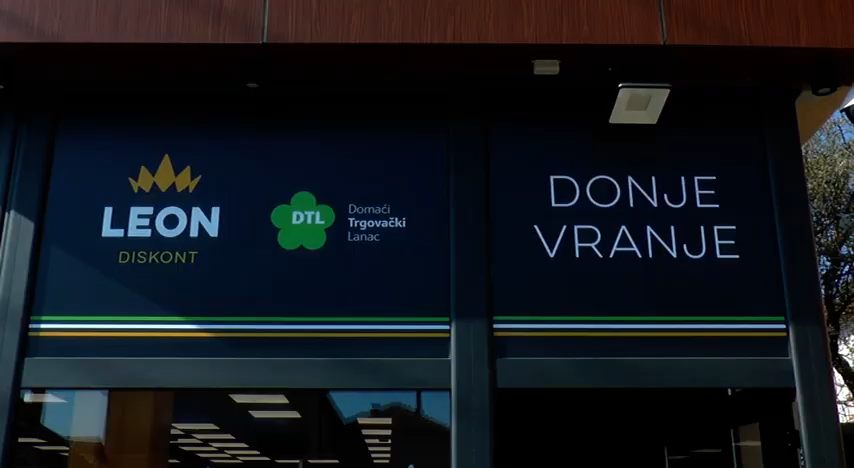 LEON
DISKONT
DTL
Domaći
Trgovački
Lanac
DONJE
VRANJE